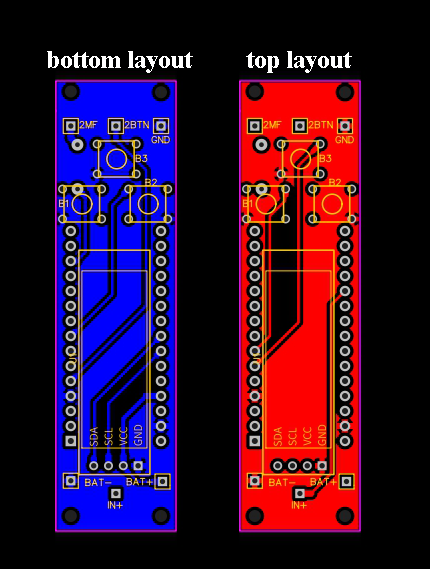 bottom layout top layout
2MF 2BTN GND 2MF 2BTN GND
B3 B3
B1 B2 B1 B2
SDA SCL VCC GND SDA SCL VCC GND
BAT- BAT+ BAT- BAT+
IN+ IN+